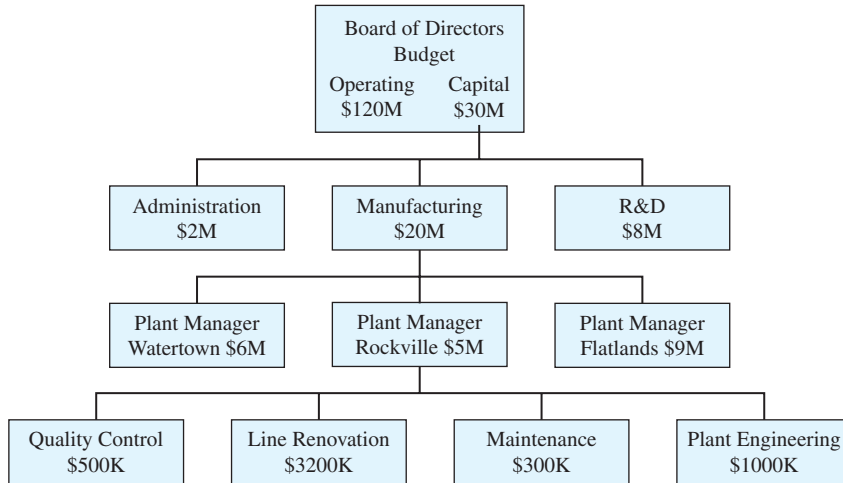 Board of Directors
Budget
Operating Capital
$120M $30M
Administration
$2M
Manufacturing
$20M
R&D
$8M
Plant Manager
Watertown $6M
Plant Manager
Rockville $5M
Plant Manager
Flatlands $9M
Quality Control
$500K
Line Renovation
$3200K
Maintenance
$300K
Plant Engineering
$1000K